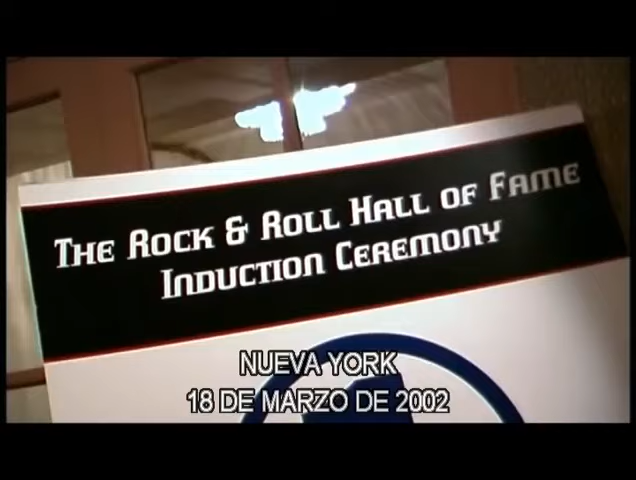 The Rock & Roll Hall of Fame
Induction Ceremony
NUEVA YORK
18 DE MARZO DE 2002